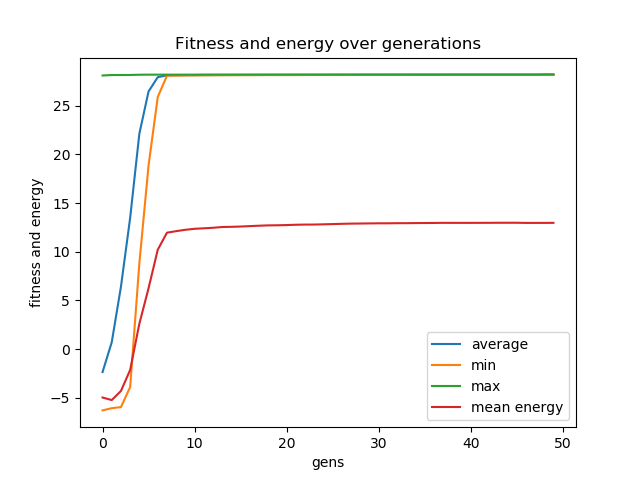 Fitness and energy over generations
fitness and energy
25
20
15
10
5
0
−5
0 10 20 30 40 50
gens
average
min
max
mean energy